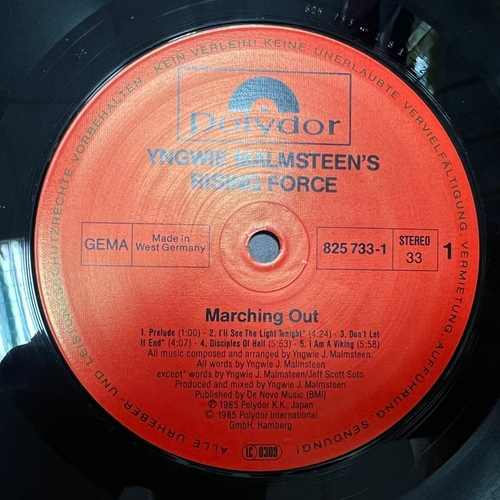 ALLE URHEBER- UND LEISTUNGSSCHUTZRECHTE VORBEHALTEN. KEIN VERLEIH! KEINE UNERLAUBTE VERVIELFÄLTIGUNG, VERMIETUNG, AUFFÜHRUNG, SENDUNG!
Polydor
YNGWIE MALMSTEEN'S
RISING FORCE
GEMA
Made in
West Germany
825 733-1
STEREO
33
1
Marching Out
1. Prelude (1:00) - 2. I'll See The Light Tonight* (4:24) - 3. Don't Let
It End* (4:07) - 4. Disciples Of Hell (5:53) - 5. I Am A Viking (5:58)
All music composed and arranged by Yngwie J. Malmsteen.
All words by Yngwie J. Malmsteen
except* words by Yngwie J. Malmsteen/Jeff Scott Soto
Produced and mixed by Yngwie J. Malmsteen
Published by De Novo Music (BMI)
Ⓟ 1985 Polydor K.K. Japan
© 1985 Polydor International
GmbH, Hamburg
LC 0309